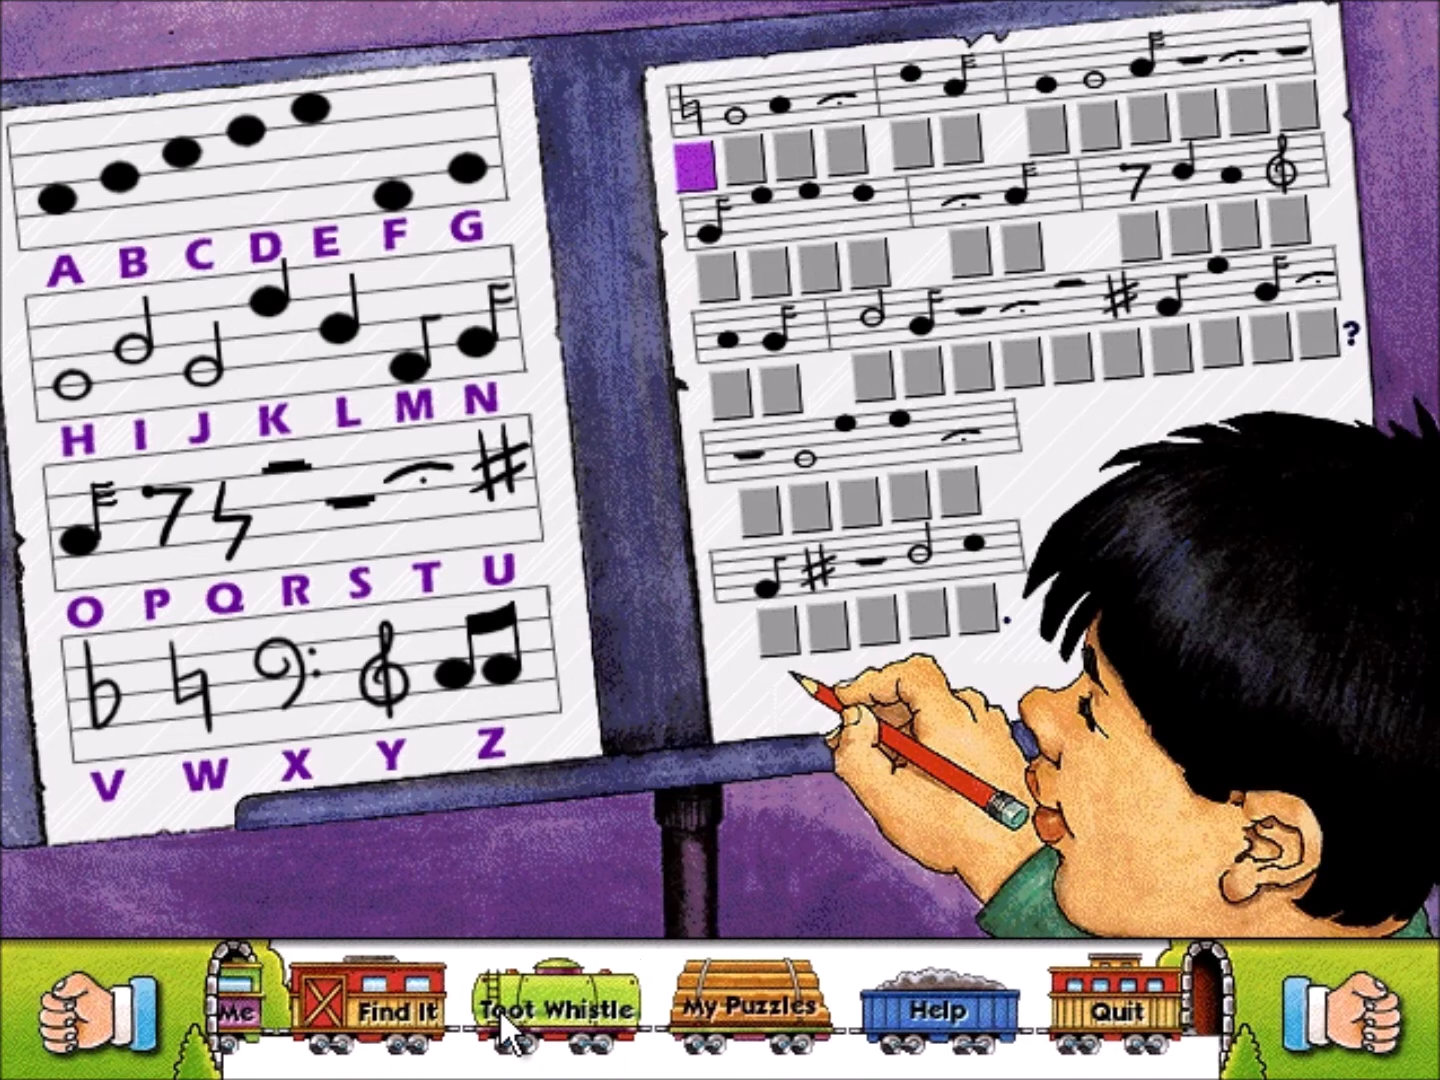 A B C D E F G
H I J K L M N
O P Q R S T U
V W X Y Z
?
.
Me Find It Toot Whistle My Puzzles Help Quit